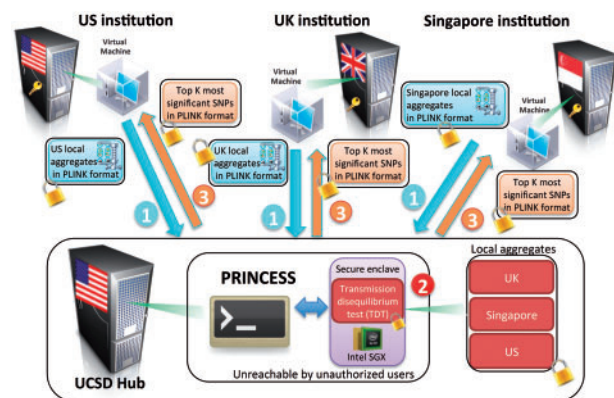 US institution
UK institution
Singapore institution
Virtual
Machine
Top K most
significant SNPs
in PLINK format
US local
aggregates
in PLINK format
1
3
Virtual
Machine
UK local
aggregates
in PLINK format
Top K most
significant SNPs
in PLINK format
1
3
Singapore local
aggregates
in PLINK format
Virtual
Machine
Top K most
significant SNPs
in PLINK format
1
3
UCSD Hub
PRINCESS
>_
Secure enclave
Transmission
disequilibrium
test (TDT)
Intel SGX
2
Unreachable by unauthorized users
Local aggregates
UK
Singapore
US